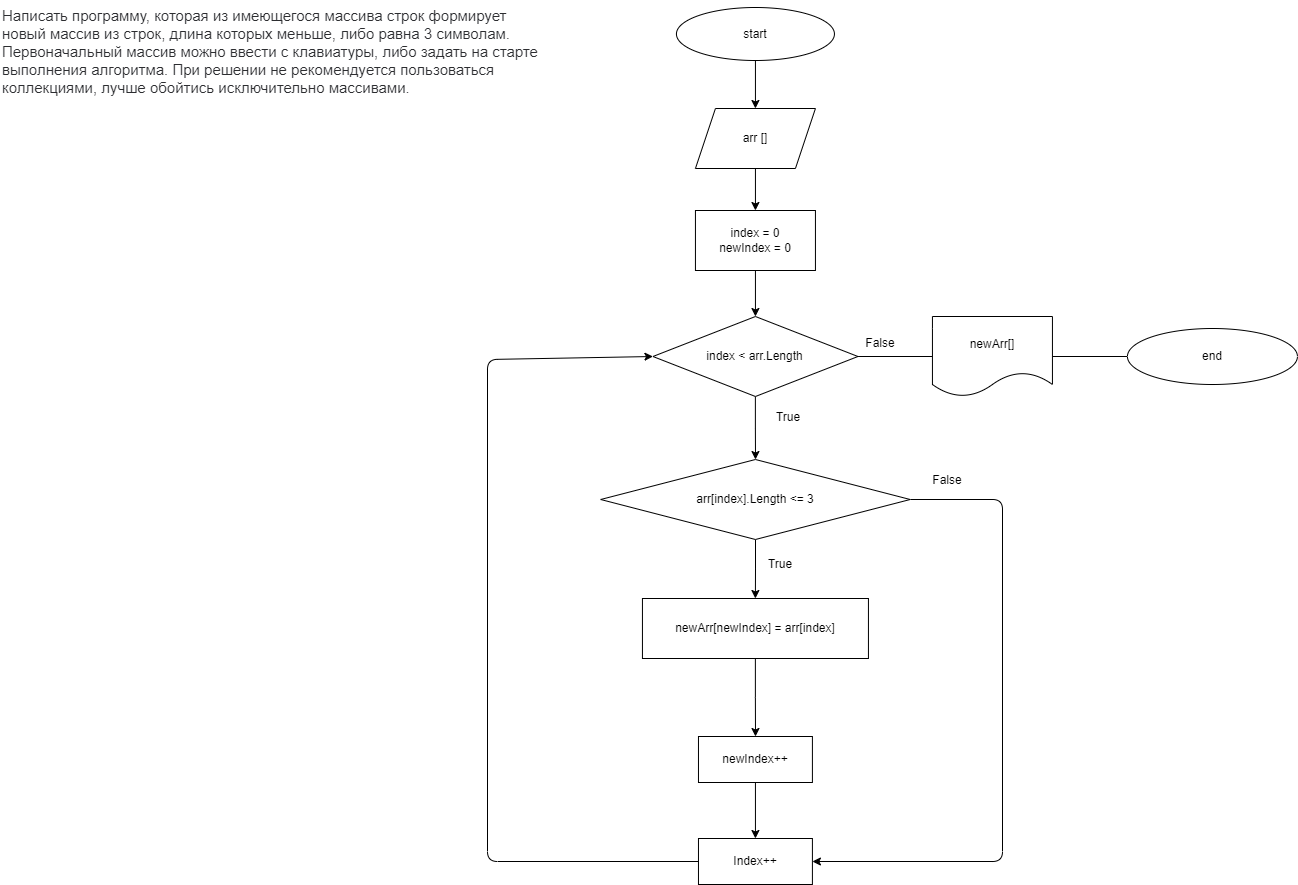 Написать программу, которая из имеющегося массива строк формирует
новый массив из строк, длина которых меньше, либо равна 3 символам.
Первоначальный массив можно ввести с клавиатуры, либо задать на старте
выполнения алгоритма. При решении не рекомендуется пользоваться
коллекциями, лучше обойтись исключительно массивами.
start
arr []
index = 0
newIndex = 0
index < arr.Length
False
newArr[]
end
True
arr[index].Length <= 3
False
True
newArr[newIndex] = arr[index]
newIndex++
Index++